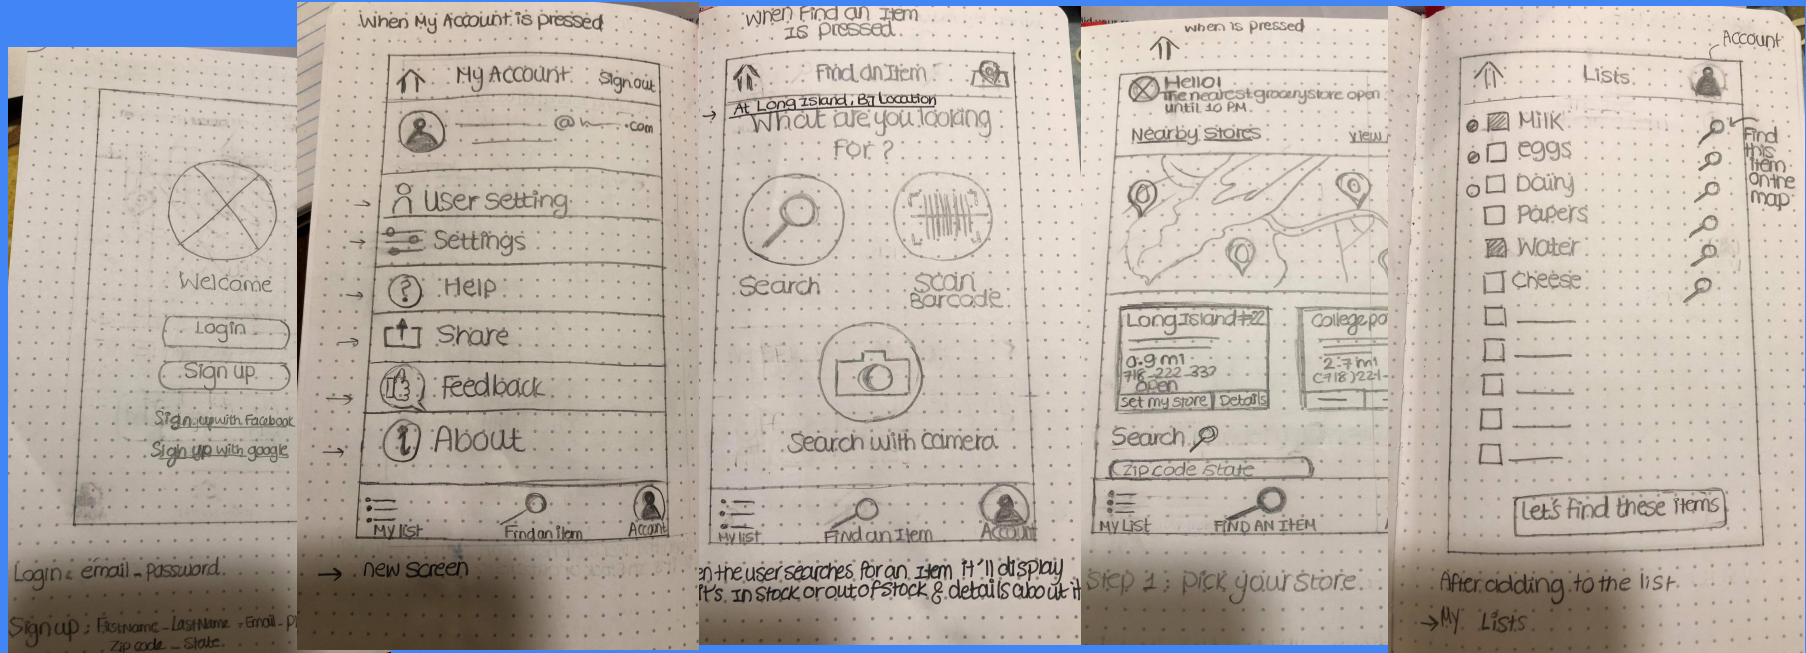 Welcome
Login
Sign up
Sign up with Facebook
Sign up with google
Login: email - password.
Sign up: FirstName - LastName - Email -
Zip code - State.
When My Account is pressed
My Account
Sign out
@ .com
User setting
Settings
Help
Share
Feedback
About
My list
Find an item
Account
→ new screen
When Find an Item
Is pressed
Find an Item
→ At Long Island, By Location
What are you looking
For?
Search
Scan
Barcode
Search with camera
My list
Find an Item
Account
the user searches for an Item it'll display
it's In stock or out of stock & details about it
when is pressed
Hello!
The nearest grocery store open
until 10 PM.
Nearby Stores
view
Long Island #22
0.9 mi
718-222-332
open
set my store | Details
College po
2.7 mi
(718) 221-
Search
Zip code State
My List
FIND AN ITEM
Step 1: pick your store.
Account
Lists
Milk
eggs
Dairy
Papers
Water
Cheese
Find
this
item
on the
map
Let's find these items
After adding to the list
→ My Lists